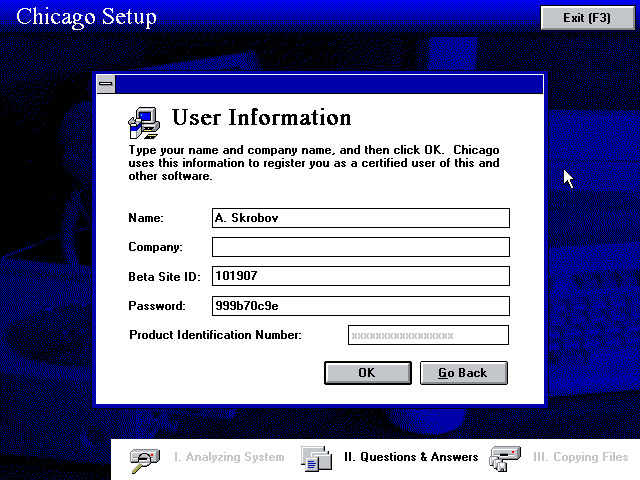 Chicago Setup
Exit (F3)
User Information
Type your name and company name, and then click OK. Chicago
uses this information to register you as a certified user of this and
other software.
Name: A. Skrobov
Company:
Beta Site ID: 101907
Password: 999b70c9e
Product Identification Number: xxxxxxxxxxxxxxxxx
OK Go Back
I. Analyzing System II. Questions & Answers III. Copying Files